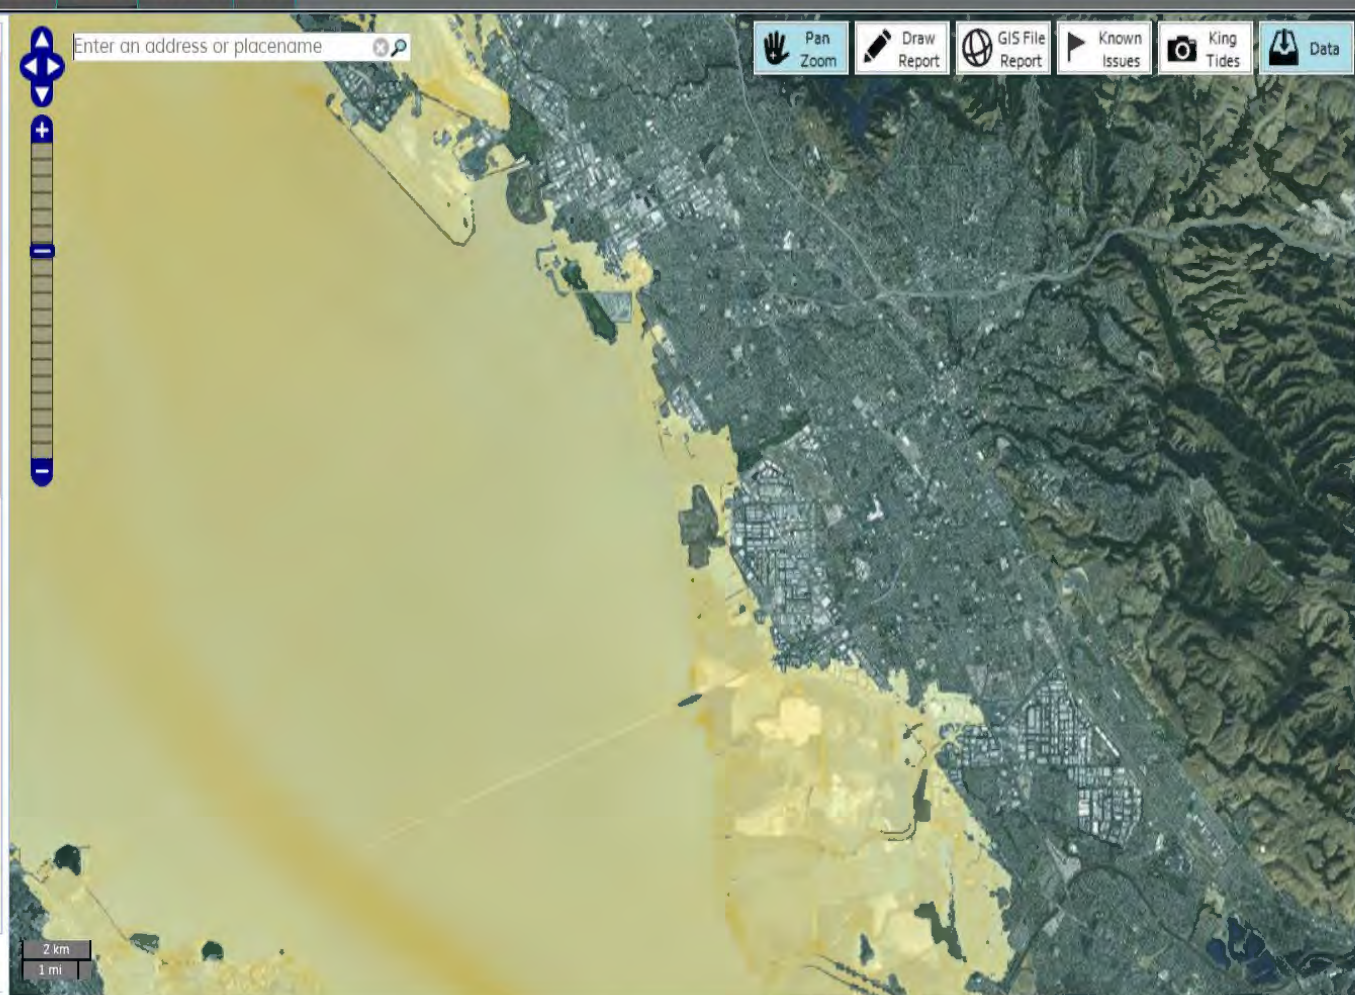 Enter an address or placename
Pan
Zoom
Draw
Report
GIS File
Report
Known
Issues
King
Tides
Data
2 km
1 mi